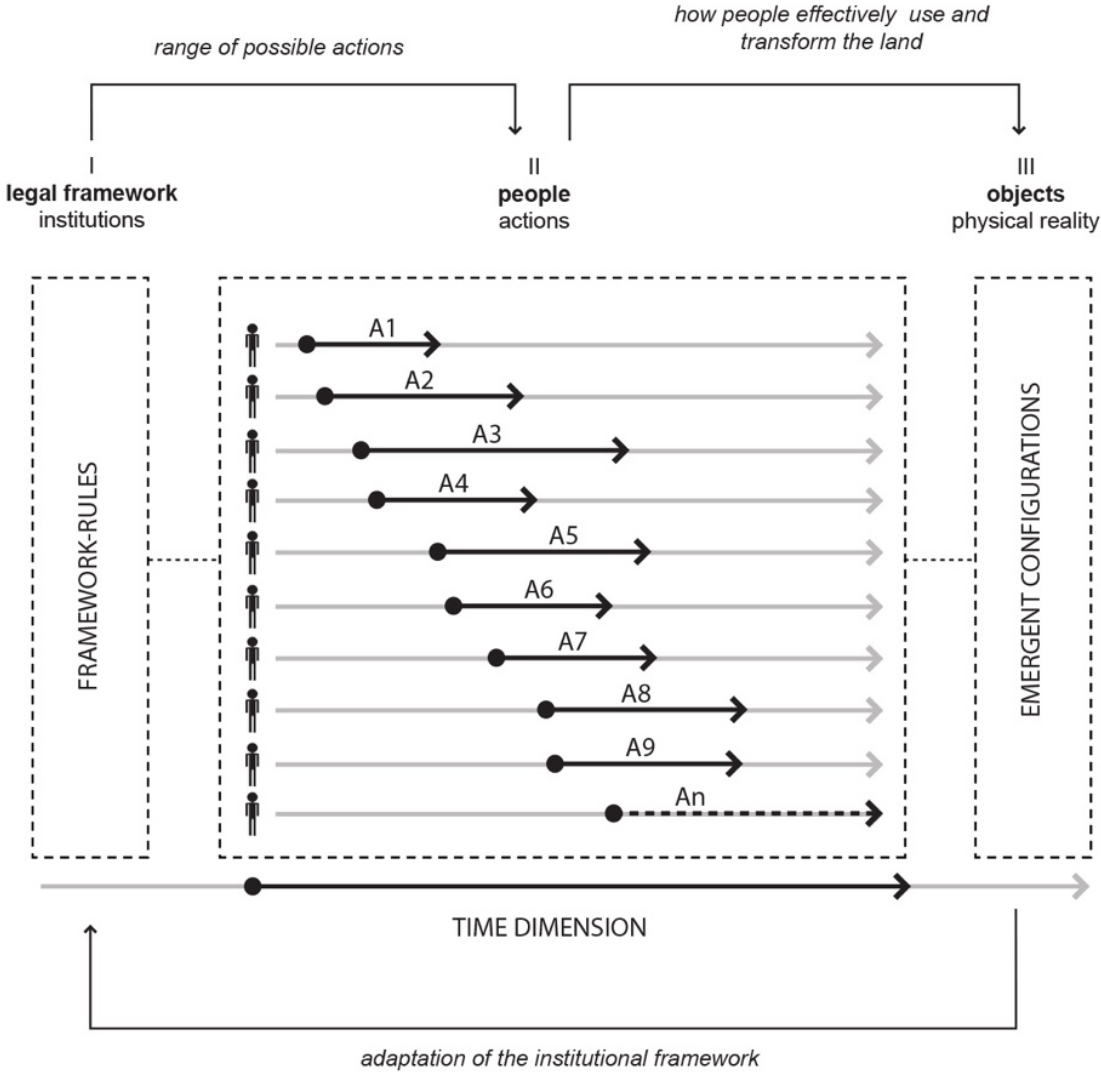 range of possible actions
how people effectively use and
transform the land
I
legal framework
institutions
II
people
actions
III
objects
physical reality
FRAMEWORK-RULES
A1
A2
A3
A4
A5
A6
A7
A8
A9
An
EMERGENT CONFIGURATIONS
TIME DIMENSION
adaptation of the institutional framework